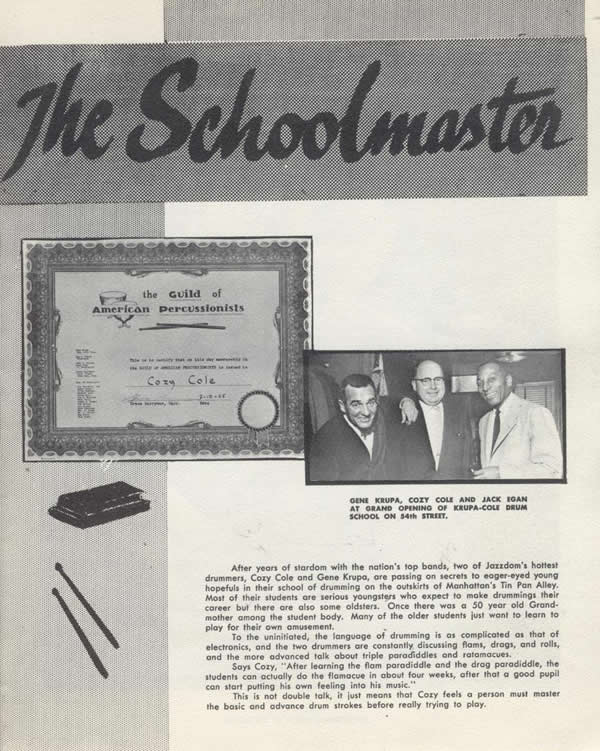 The Schoolmaster
the GUILD of
American Percussionists
This is to certify that on this day membership in
the GUILD OF AMERICAN PERCUSSIONISTS is issued to
Cozy Cole
GENE KRUPA, COZY COLE AND JACK EGAN
AT GRAND OPENING OF KRUPA-COLE DRUM
SCHOOL ON 54th STREET.
After years of stardom with the nation's top bands, two of Jazzdom's hottest
drummers, Cozy Cole and Gene Krupa, are passing on secrets to eager-eyed young
hopefuls in their school of drumming on the outskirts of Manhattan's Tin Pan Alley.
Most of their students are serious youngsters who expect to make drummings their
career but there are also some oldsters. Once there was a 50 year old Grand-
mother among the student body. Many of the older students just want to learn to
play for their own amusement.
To the uninitiated, the language of drumming is as complicated as that of
electronics, and the two drummers are constantly discussing flams, drags, and rolls,
and the more advanced talk about triple paradiddles and ratamacues.
Says Cozy, "After learning the flam paradiddle and the drag paradiddle, the
students can actually do the flamacue in about four weeks, after that a good pupil
can start putting his own feeling into his music."
This is not double talk, it just means that Cozy feels a person must master
the basic and advance drum strokes before really trying to play.